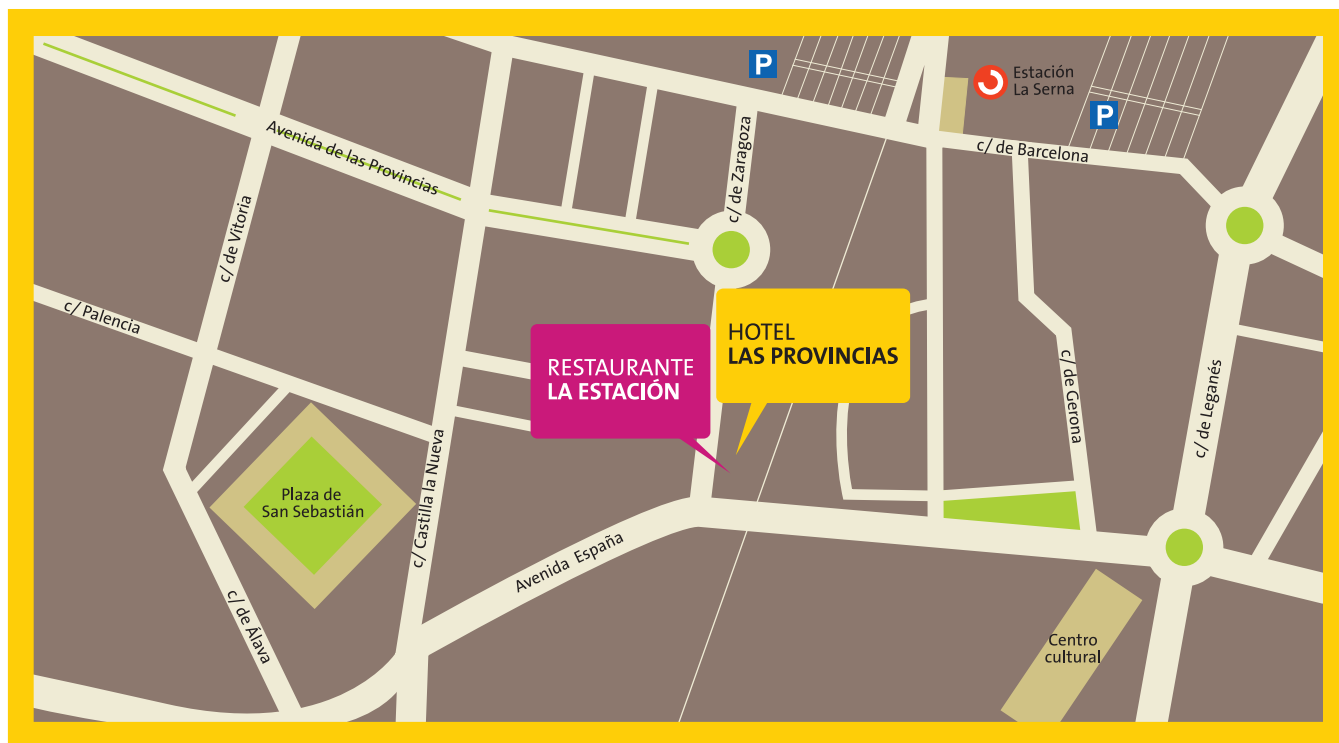 P
Estación
La Serna
P
Avenida de las Provincias
c/ de Zaragoza
c/ de Barcelona
c/ de Vitoria
c/ Palencia
HOTEL
LAS PROVINCIAS
RESTAURANTE
LA ESTACIÓN
c/ de Gerona
c/ de Leganés
Plaza de
San Sebastián
c/ Castilla la Nueva
Avenida España
c/ de Álava
Centro
cultural